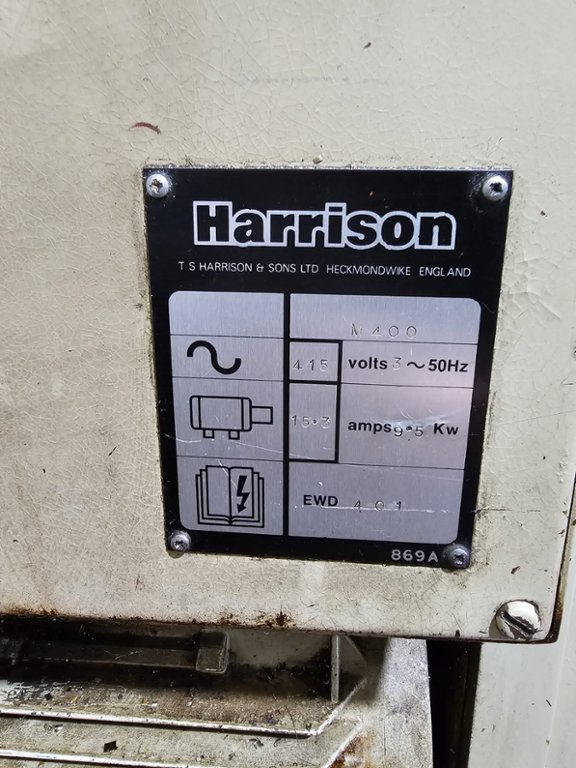 Harrison
T S HARRISON & SONS LTD HECKMONDWIKE ENGLAND
M400
415 volts 3 ~ 50Hz
15.3 amps 9.5 Kw
EWD 401
869A